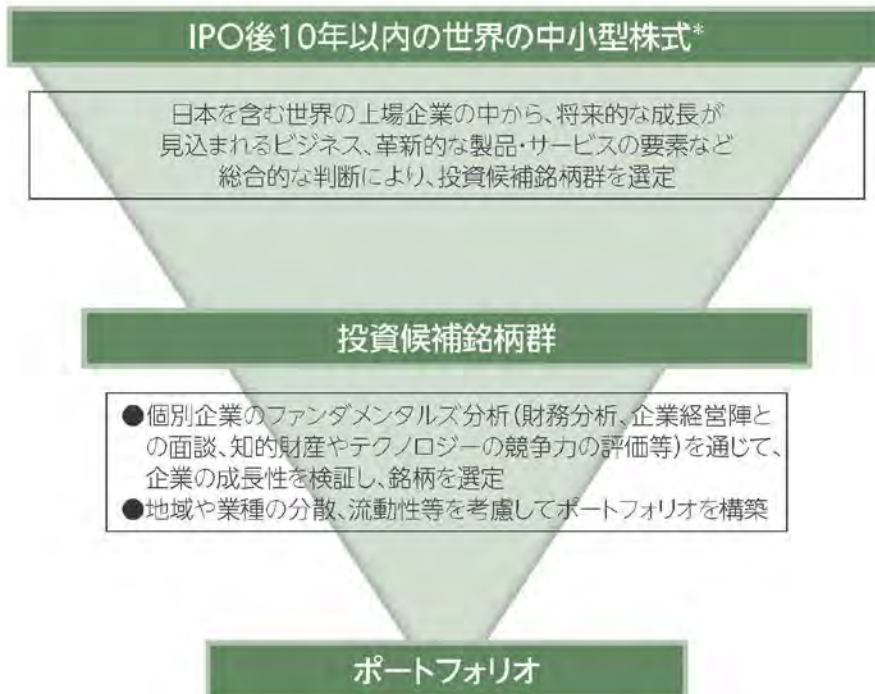 IPO後10年以内の世界の中小型株式*
日本を含む世界の上場企業の中から、将来的な成長が
見込まれるビジネス、革新的な製品・サービスの要素など
総合的な判断により、投資候補銘柄群を選定
投資候補銘柄群
●個別企業のファンダメンタルズ分析(財務分析、企業経営陣と
の面談、知的財産やテクノロジーの競争力の評価等)を通じて、
企業の成長性を検証し、銘柄を選定
●地域や業種の分散、流動性等を考慮してポートフォリオを構築
ポートフォリオ